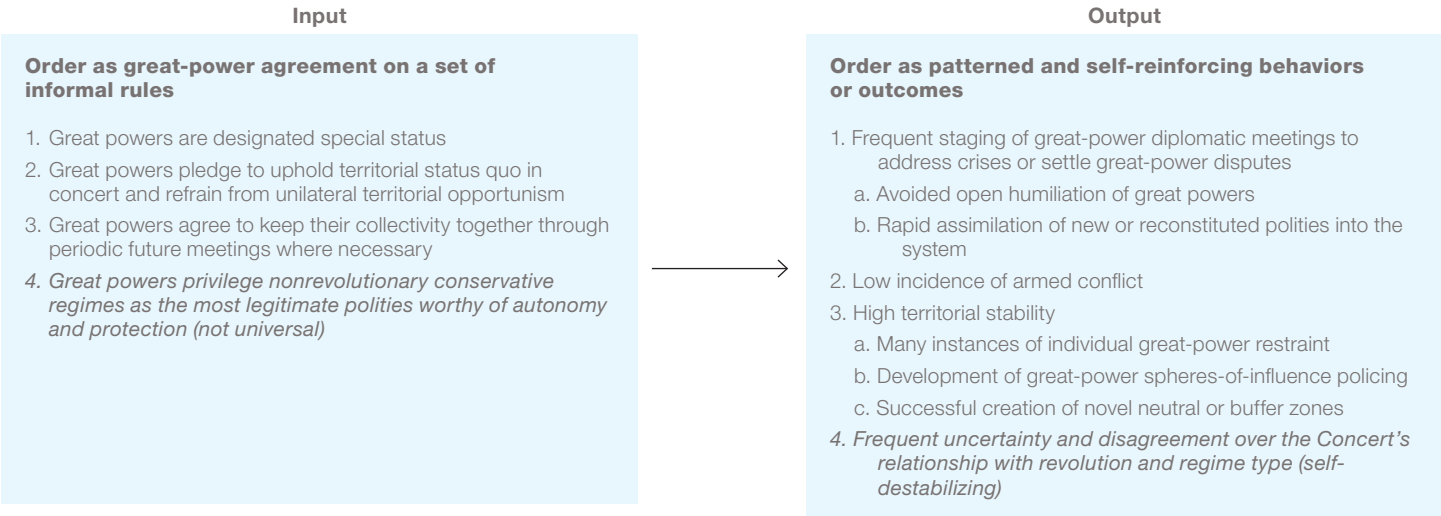 Input
Order as great-power agreement on a set of
informal rules
1. Great powers are designated special status
2. Great powers pledge to uphold territorial status quo in
concert and refrain from unilateral territorial opportunism
3. Great powers agree to keep their collectivity together through
periodic future meetings where necessary
4. Great powers privilege nonrevolutionary conservative
regimes as the most legitimate polities worthy of autonomy
and protection (not universal)
Output
Order as patterned and self-reinforcing behaviors
or outcomes
1. Frequent staging of great-power diplomatic meetings to
address crises or settle great-power disputes
a. Avoided open humiliation of great powers
b. Rapid assimilation of new or reconstituted polities into the
system
2. Low incidence of armed conflict
3. High territorial stability
a. Many instances of individual great-power restraint
b. Development of great-power spheres-of-influence policing
c. Successful creation of novel neutral or buffer zones
4. Frequent uncertainty and disagreement over the Concert's
relationship with revolution and regime type (self-
destabilizing)